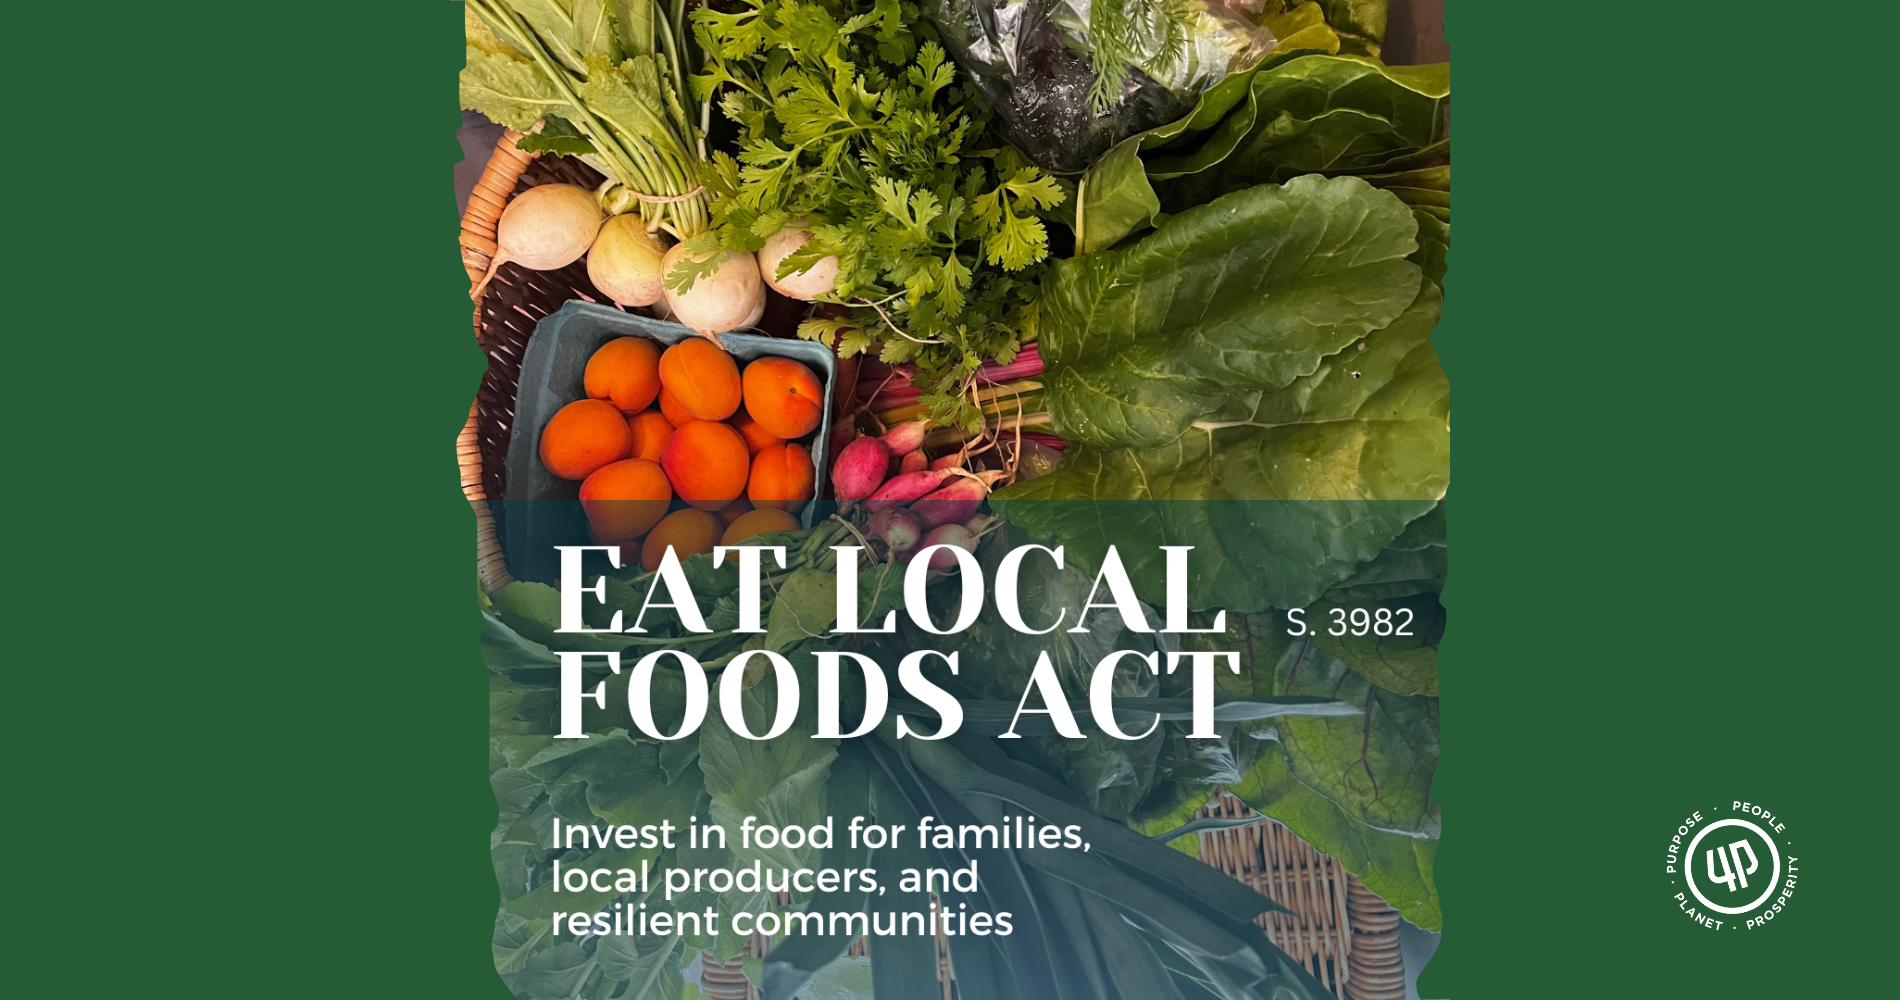 EAT LOCAL
FOODS ACT
S. 3982
Invest in food for families,
local producers, and
resilient communities
PURPOSE · PEOPLE · PROSPERITY · PLANET ·
4P